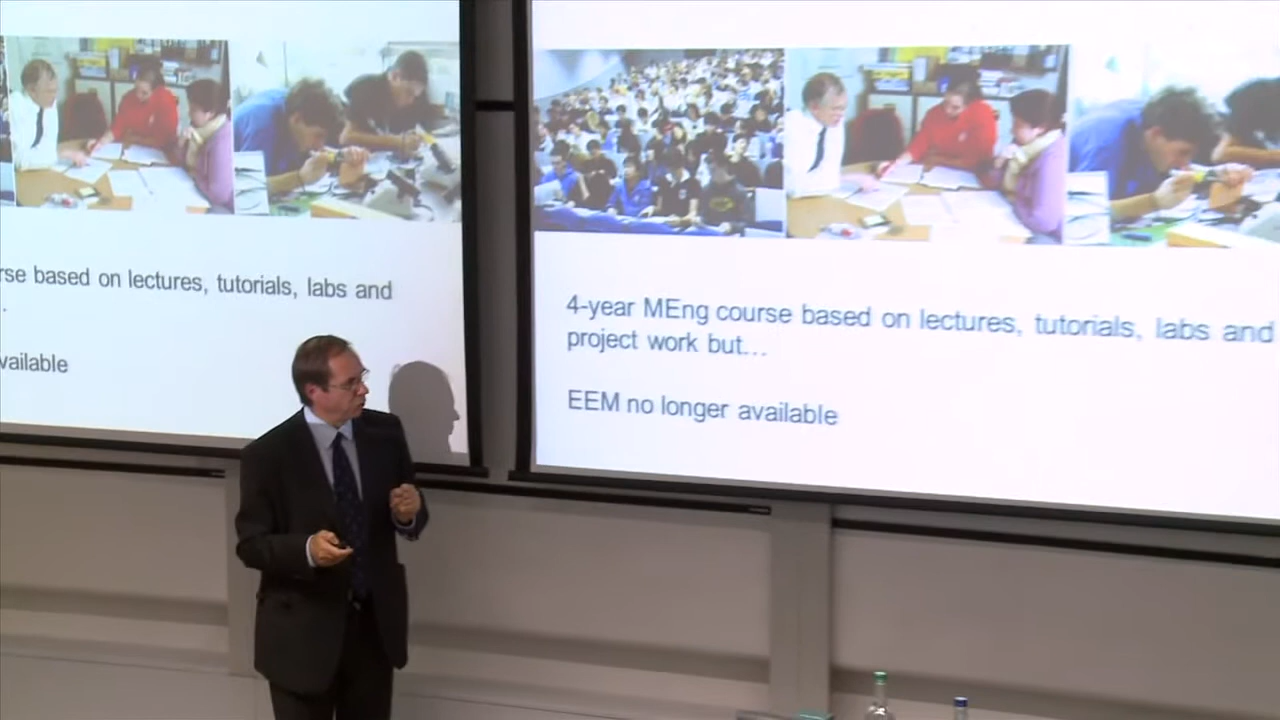 rse based on lectures, tutorials, labs and
.
vailable
4-year MEng course based on lectures, tutorials, labs and
project work but...
EEM no longer available